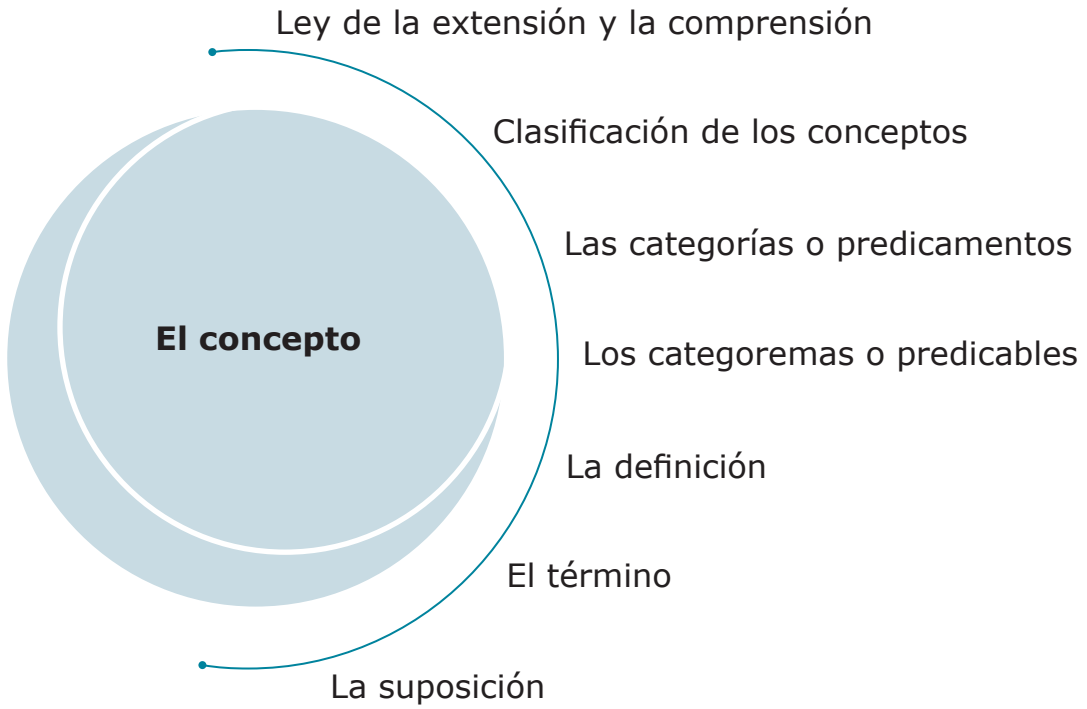 Ley de la extensión y la comprensión
Clasificación de los conceptos
Las categorías o predicamentos
El concepto
Los categoremas o predicables
La definición
El término
La suposición